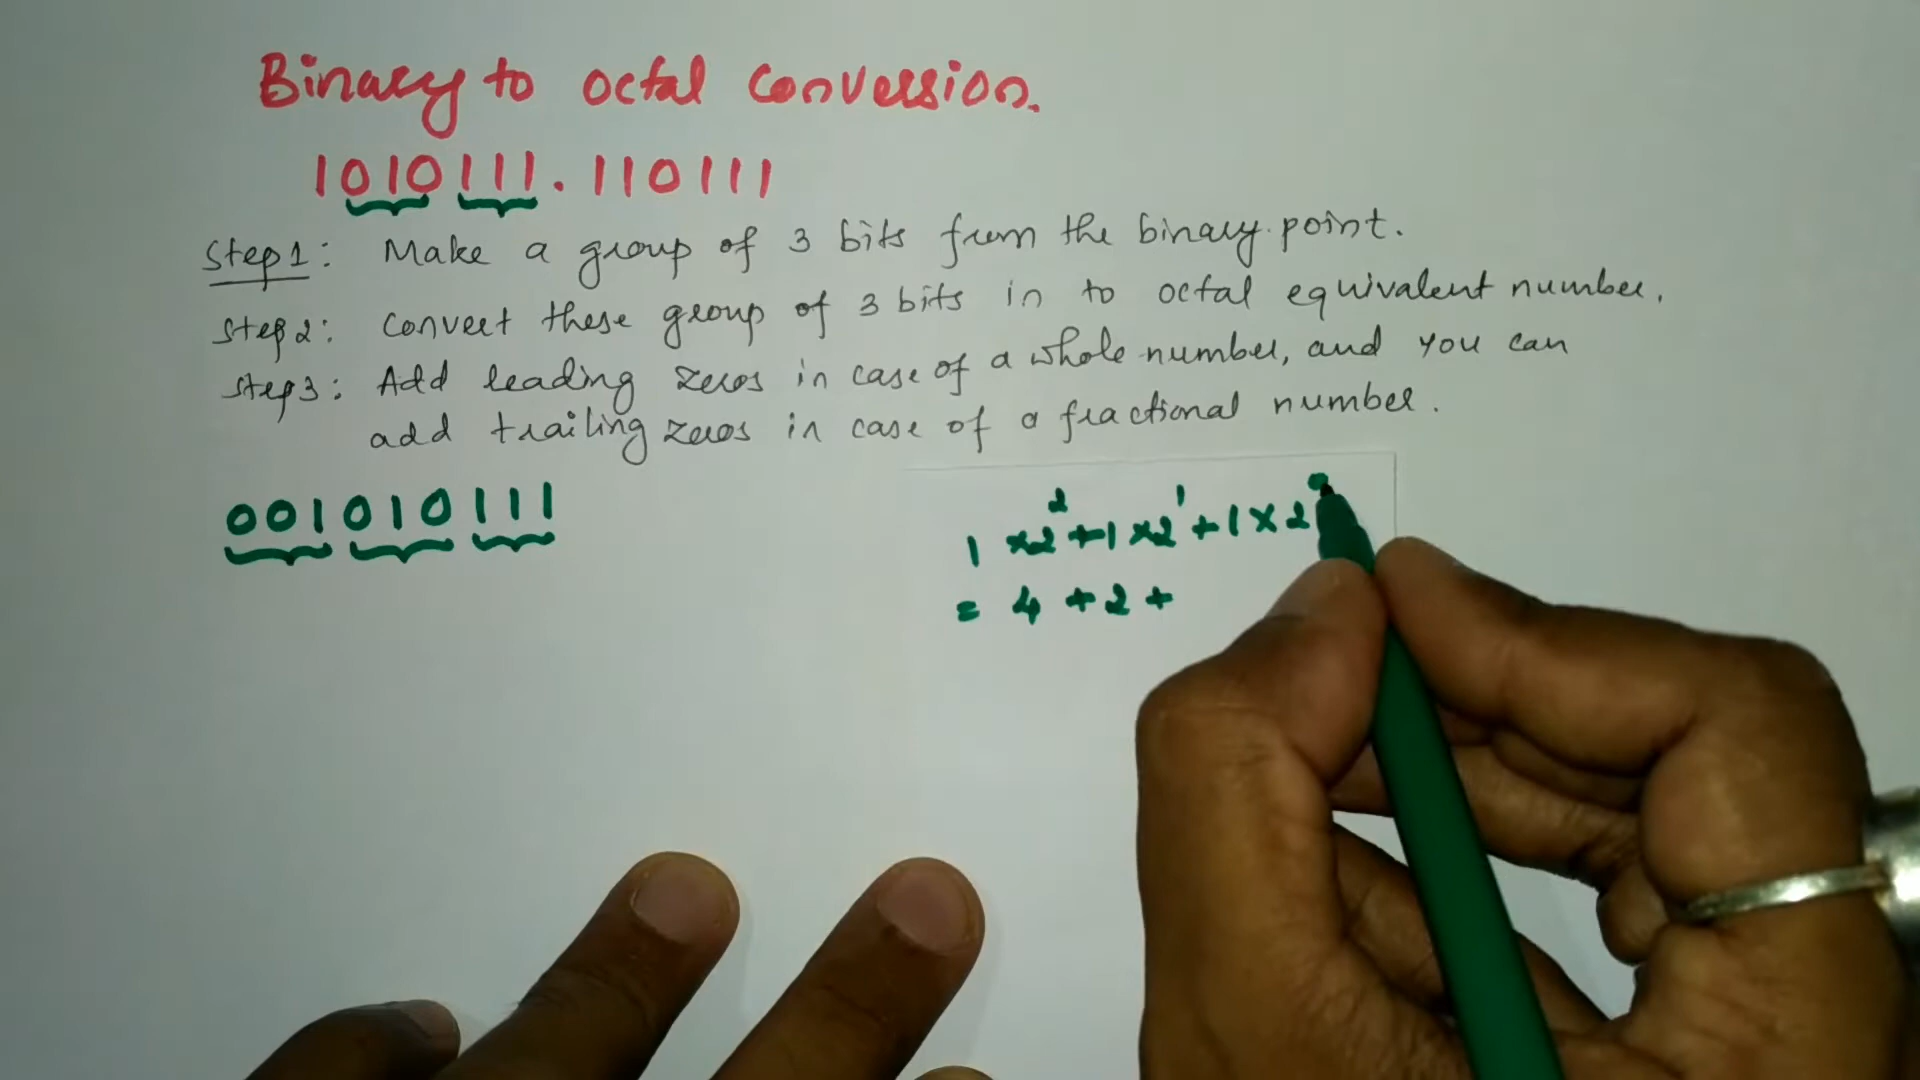 Binary to octal conversion.
1010111.110111
Step1: Make a group of 3 bits from the binary point.
Step2: Convert these group of 3 bits in to octal equivalent number.
Step3: Add leading zeros in case of a whole number, and you can
add trailing zeros in case of a fractional number.
001010111
1 ×2² + 1 ×2¹ + 1 × 2⁰
= 4 + 2 +